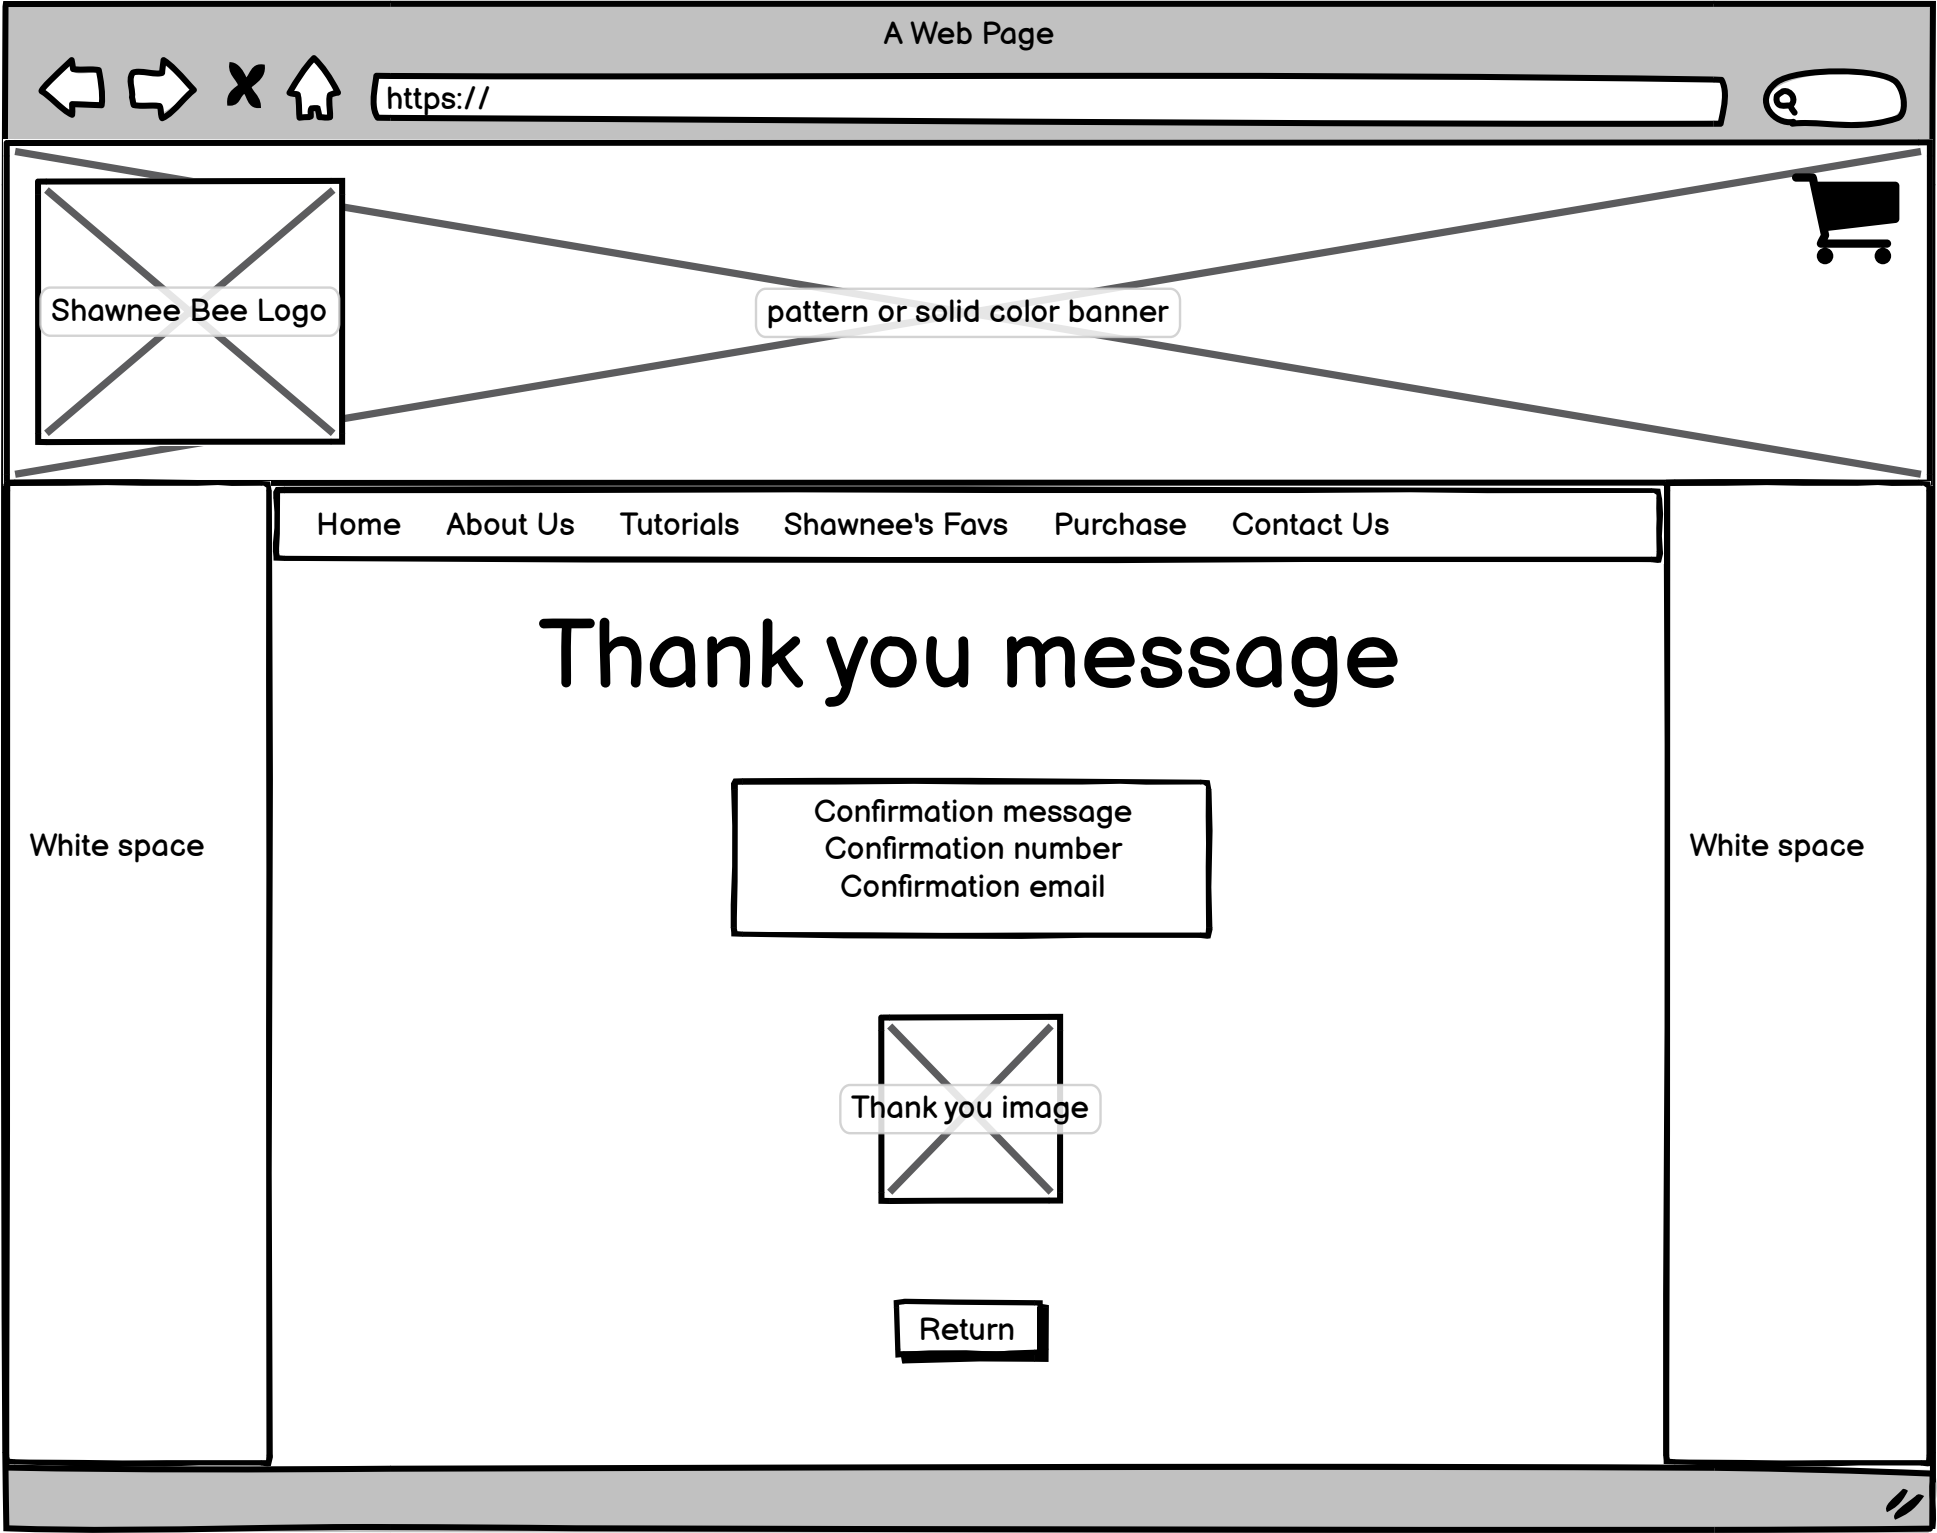 A Web Page
https://
Shawnee Bee Logo
pattern or solid color banner
Home About Us Tutorials Shawnee's Favs Purchase Contact Us
Thank you message
Confirmation message
Confirmation number
Confirmation email
White space
White space
Thank you image
Return